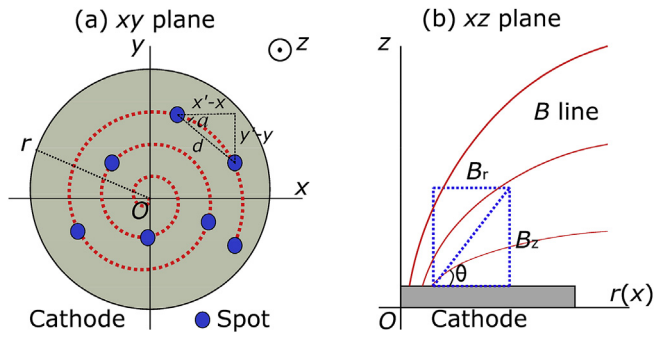 (a) xy plane
y
z
x'-x
α
y'-y
d
r
x
O
Cathode
Spot
(b) xz plane
z
B line
Br
Bz
θ
r(x)
O
Cathode